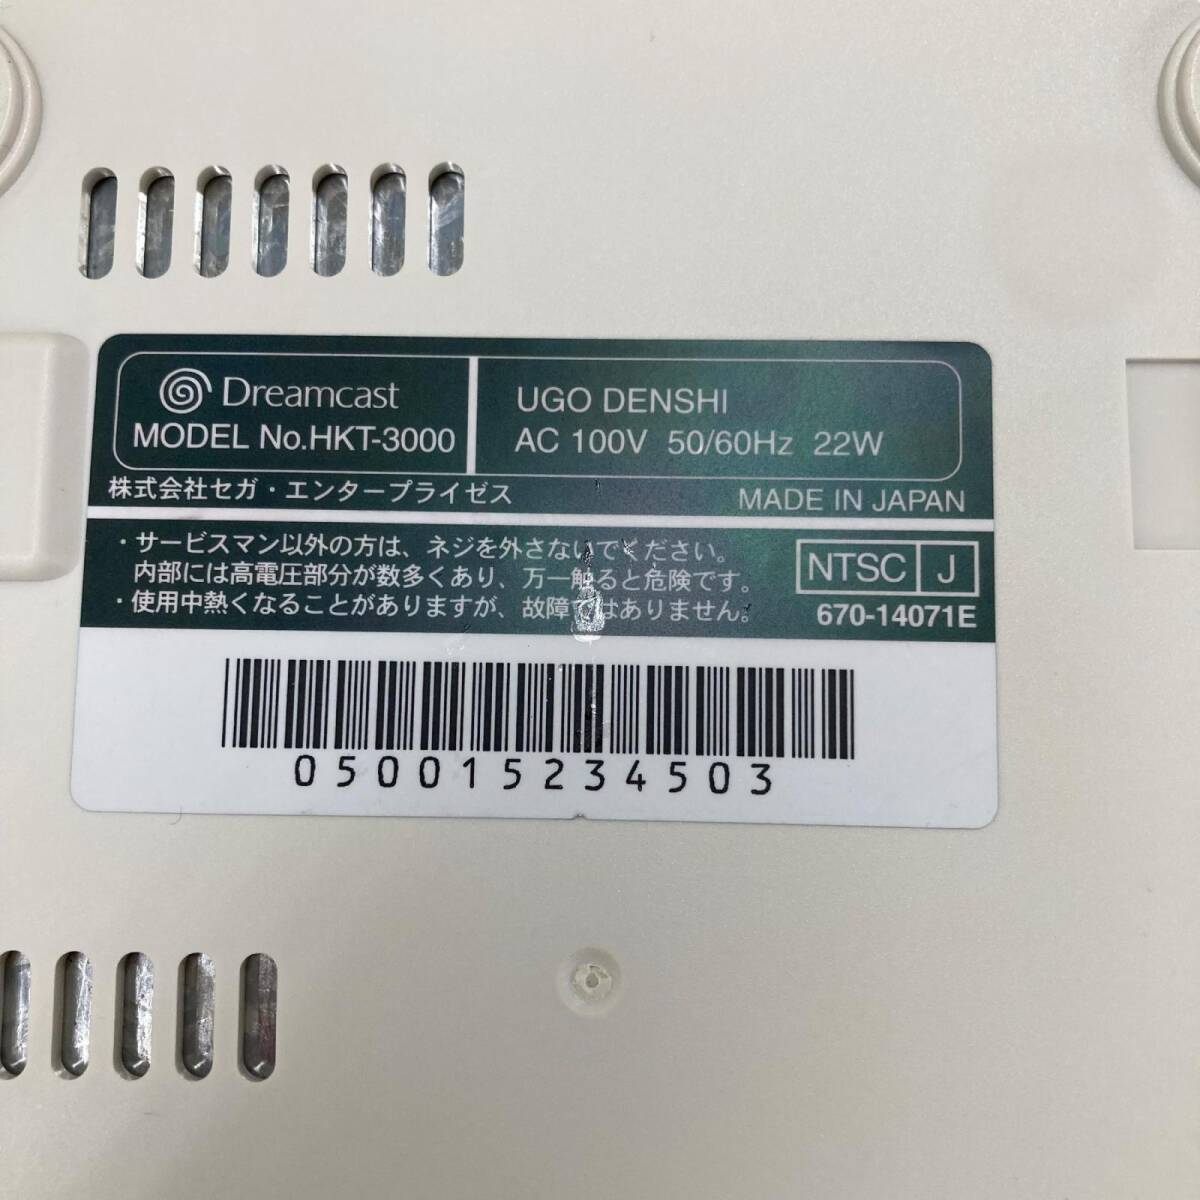 Dreamcast
MODEL No.HKT-3000
UGO DENSHI
AC 100V 50/60Hz 22W
株式会社セガ・エンタープライゼス
MADE IN JAPAN
・サービスマン以外の方は、ネジを外さないでください。
内部には高電圧部分が数多くあり、万一触ると危険です。
・使用中熱くなることがありますが、故障ではありません。
NTSC J
670-14071E
050015234503